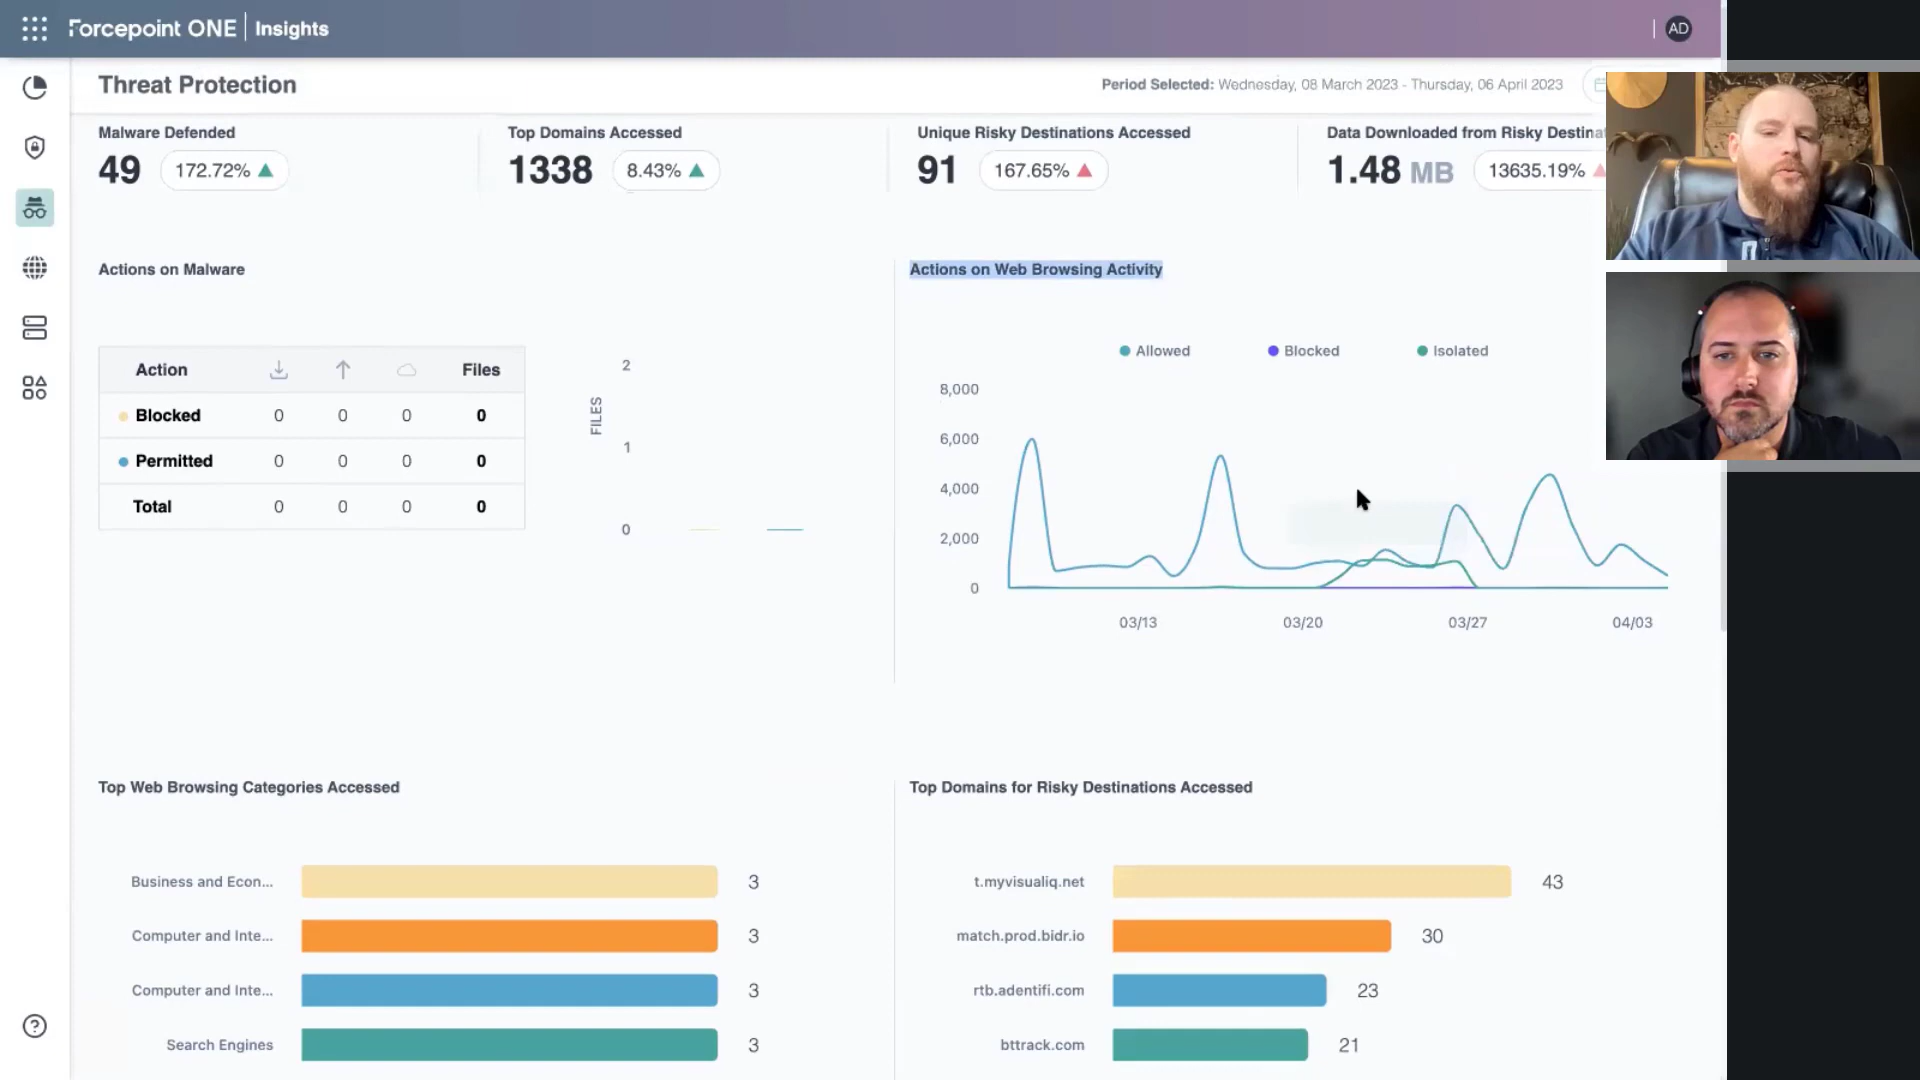 Forcepoint ONE | Insights
AD
Threat Protection
Period Selected: Wednesday, 08 March 2023 - Thursday, 06 April 2023
Malware Defended
49 172.72%
Top Domains Accessed
1338 8.43%
Unique Risky Destinations Accessed
91 167.65%
Data Downloaded from Risky Destinat
1.48 MB 13635.19%
Actions on Malware
Action Files
Blocked 0 0 0 0
Permitted 0 0 0 0
Total 0 0 0 0
FILES
2
1
0
Actions on Web Browsing Activity
Allowed Blocked Isolated
8,000
6,000
4,000
2,000
0
03/13 03/20 03/27 04/03
Top Web Browsing Categories Accessed
Business and Econ... 3
Computer and Inte... 3
Computer and Inte... 3
Search Engines 3
Top Domains for Risky Destinations Accessed
t.myvisualiq.net 43
match.prod.bidr.io 30
rtb.adentifi.com 23
bttrack.com 21